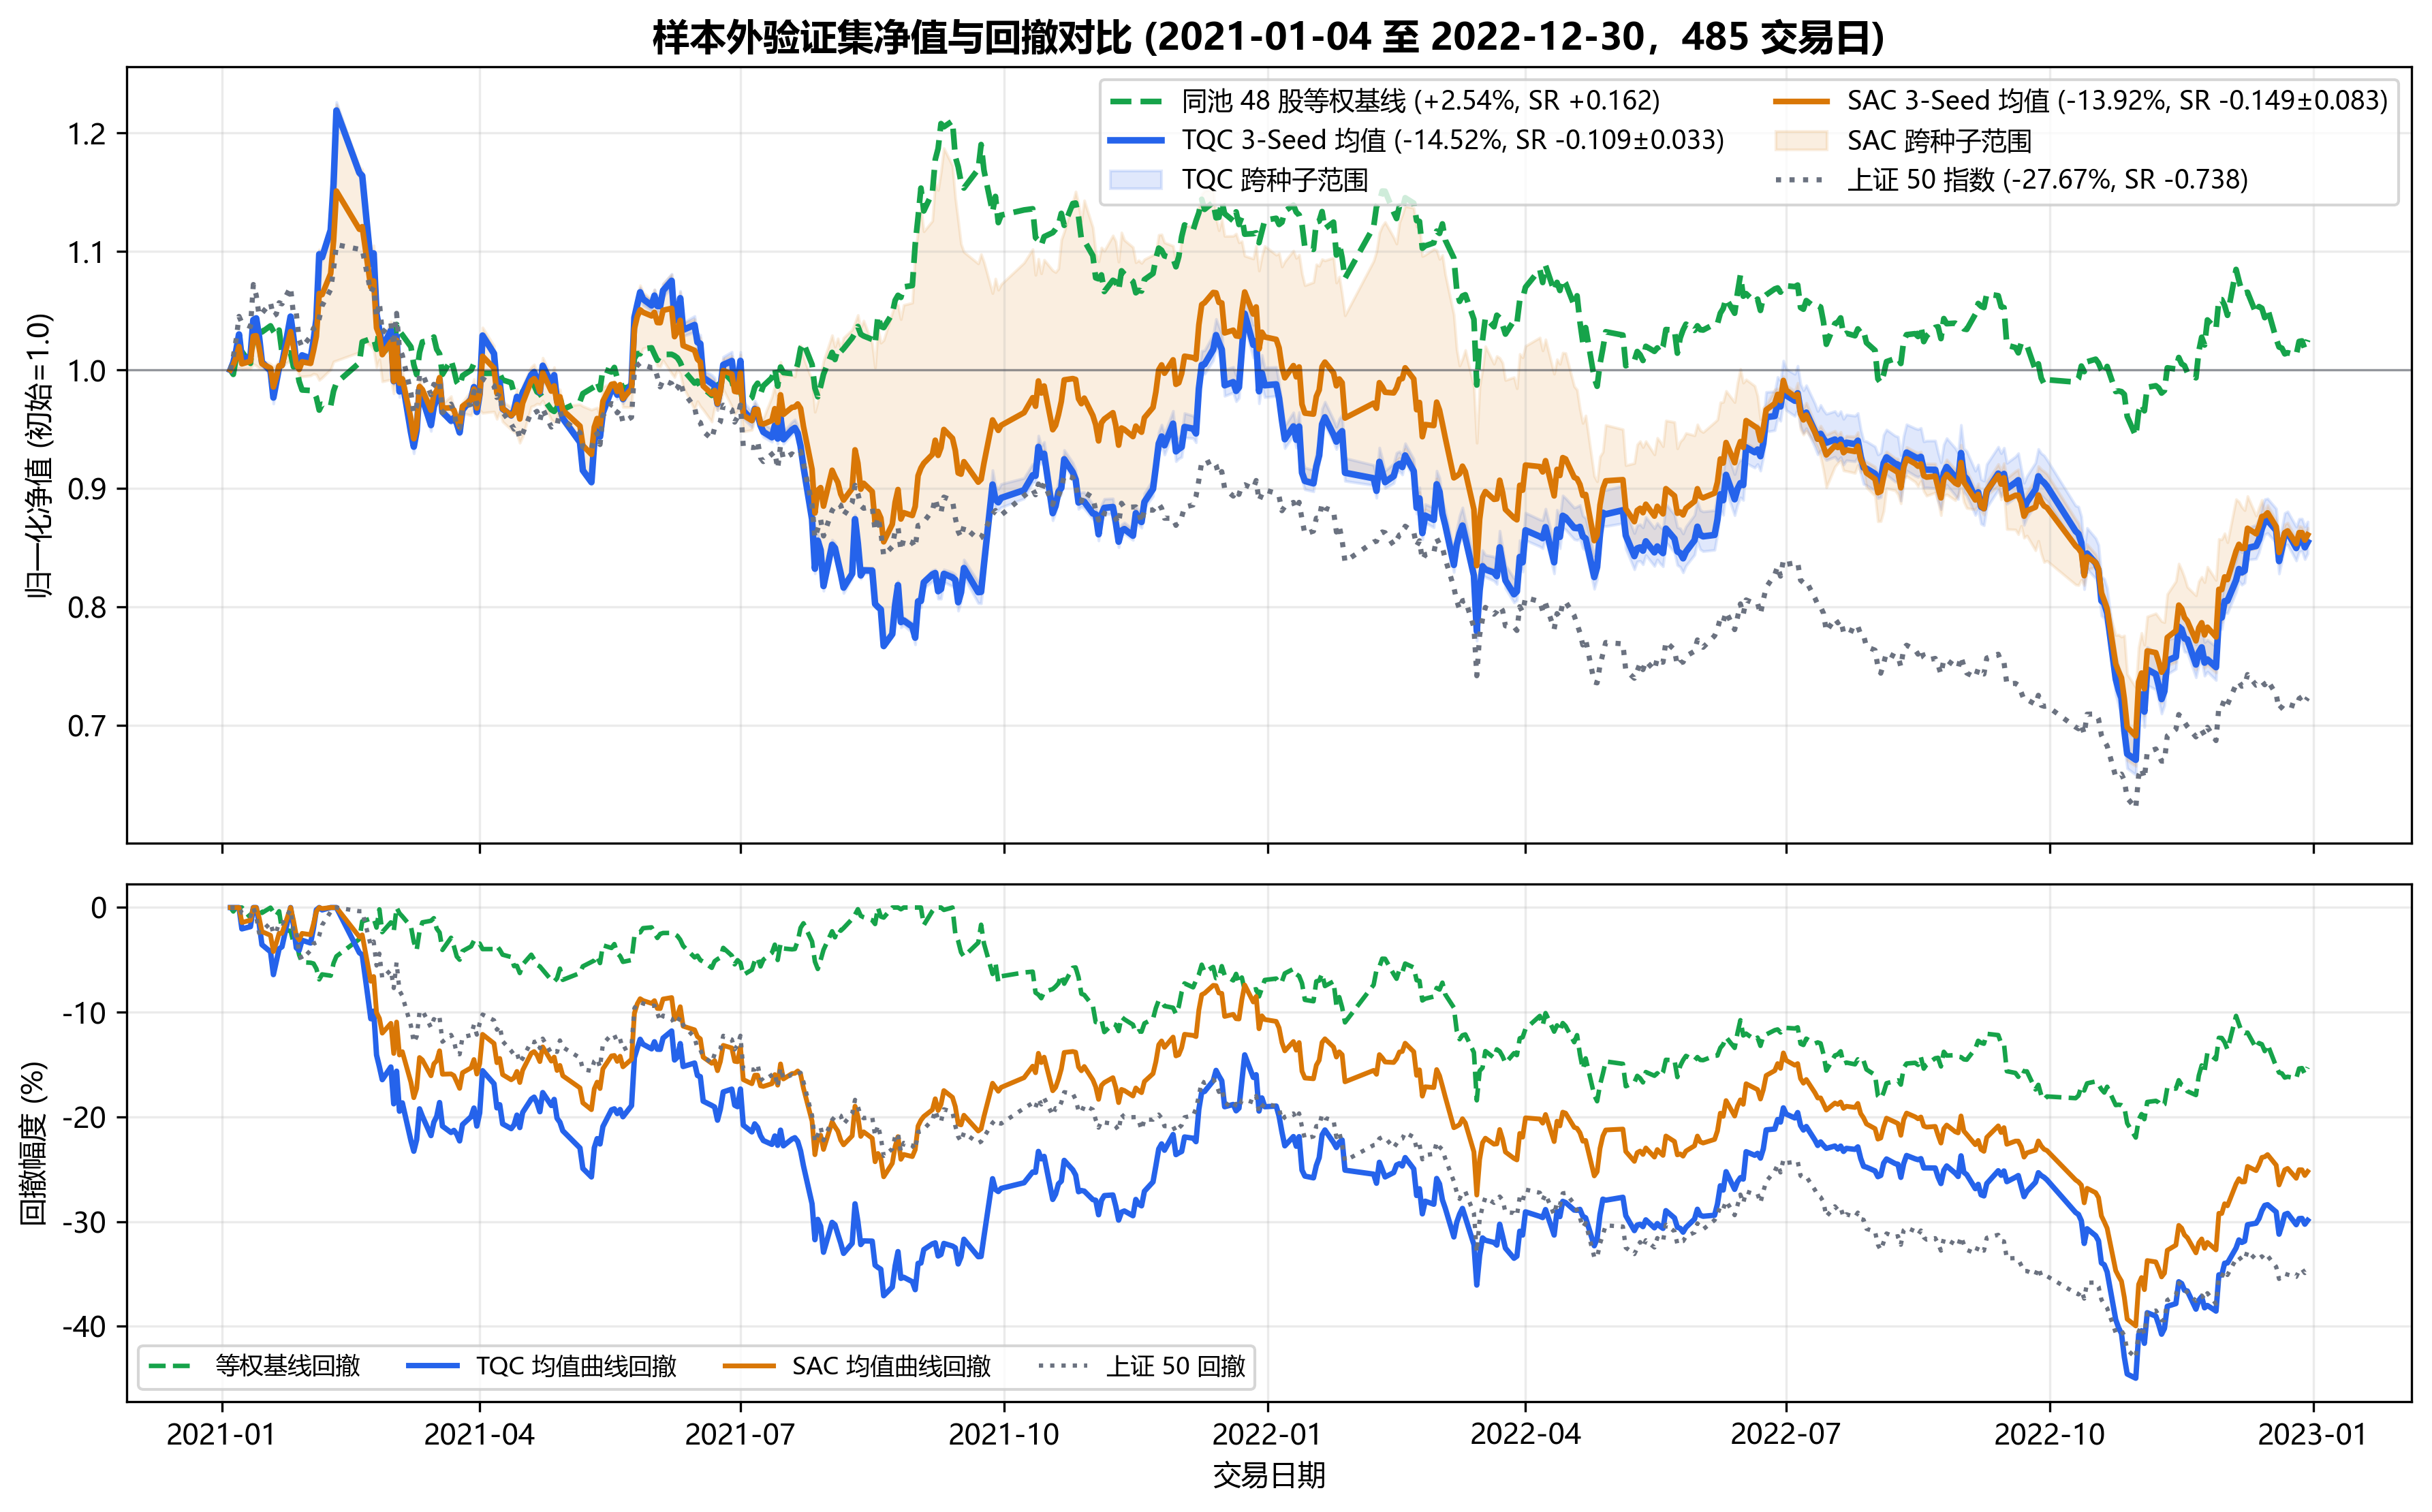 样本外验证集净值与回撤对比 (2021-01-04 至 2022-12-30，485 交易日)
同池 48 股等权基线 (+2.54%, SR +0.162)
TQC 3-Seed 均值 (-14.52%, SR -0.109±0.033)
TQC 跨种子范围
SAC 3-Seed 均值 (-13.92%, SR -0.149±0.083)
SAC 跨种子范围
上证 50 指数 (-27.67%, SR -0.738)
归一化净值 (初始=1.0)
1.2
1.1
1.0
0.9
0.8
0.7
回撤幅度 (%)
0
-10
-20
-30
-40
等权基线回撤
TQC 均值曲线回撤
SAC 均值曲线回撤
上证 50 回撤
2021-01
2021-04
2021-07
2021-10
2022-01
2022-04
2022-07
2022-10
2023-01
交易日期